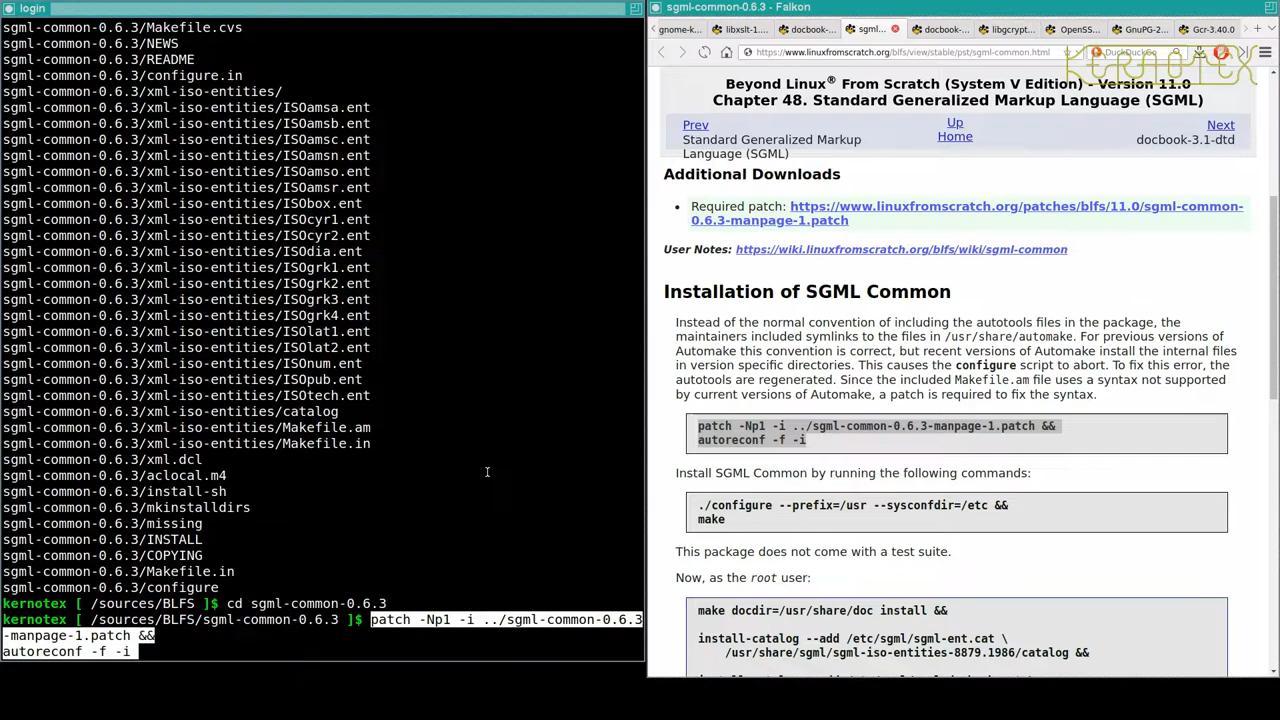 login
sgml-common-0.6.3/Makefile.cvs
sgml-common-0.6.3/NEWS
sgml-common-0.6.3/README
sgml-common-0.6.3/configure.in
sgml-common-0.6.3/xml-iso-entities/
sgml-common-0.6.3/xml-iso-entities/ISOamsa.ent
sgml-common-0.6.3/xml-iso-entities/ISOamsb.ent
sgml-common-0.6.3/xml-iso-entities/ISOamsc.ent
sgml-common-0.6.3/xml-iso-entities/ISOamsn.ent
sgml-common-0.6.3/xml-iso-entities/ISOamso.ent
sgml-common-0.6.3/xml-iso-entities/ISOamsr.ent
sgml-common-0.6.3/xml-iso-entities/ISObox.ent
sgml-common-0.6.3/xml-iso-entities/ISOcyr1.ent
sgml-common-0.6.3/xml-iso-entities/ISOcyr2.ent
sgml-common-0.6.3/xml-iso-entities/ISOdia.ent
sgml-common-0.6.3/xml-iso-entities/ISOgrk1.ent
sgml-common-0.6.3/xml-iso-entities/ISOgrk2.ent
sgml-common-0.6.3/xml-iso-entities/ISOgrk3.ent
sgml-common-0.6.3/xml-iso-entities/ISOgrk4.ent
sgml-common-0.6.3/xml-iso-entities/ISOlat1.ent
sgml-common-0.6.3/xml-iso-entities/ISOlat2.ent
sgml-common-0.6.3/xml-iso-entities/ISOnum.ent
sgml-common-0.6.3/xml-iso-entities/ISOpub.ent
sgml-common-0.6.3/xml-iso-entities/ISOtech.ent
sgml-common-0.6.3/xml-iso-entities/catalog
sgml-common-0.6.3/xml-iso-entities/Makefile.am
sgml-common-0.6.3/xml-iso-entities/Makefile.in
sgml-common-0.6.3/xml.dcl
sgml-common-0.6.3/aclocal.m4
sgml-common-0.6.3/install-sh
sgml-common-0.6.3/mkinstalldirs
sgml-common-0.6.3/missing
sgml-common-0.6.3/INSTALL
sgml-common-0.6.3/COPYING
sgml-common-0.6.3/Makefile.in
sgml-common-0.6.3/configure
kernotex [ /sources/BLFS ]$ cd sgml-common-0.6.3
kernotex [ /sources/BLFS/sgml-common-0.6.3 ]$ patch -Np1 -i ../sgml-common-0.6.3
-manpage-1.patch &&
autoreconf -f -i
sgml-common-0.6.3 - Falkon
gnome-k... libxslt-1... docbook-... sgml... docbook-... libgcrypt... OpenSS... GnuPG-2... Gcr-3.40.0
https://www.linuxfromscratch.org/blfs/view/stable/pst/sgml-common.html DuckDuckGo
KERNOTEX
Beyond Linux® From Scratch (System V Edition) - Version 11.0
Chapter 48. Standard Generalized Markup Language (SGML)
Prev Up Next
Standard Generalized Markup Language (SGML) Home docbook-3.1-dtd
Additional Downloads
• Required patch: https://www.linuxfromscratch.org/patches/blfs/11.0/sgml-common-
0.6.3-manpage-1.patch
User Notes: https://wiki.linuxfromscratch.org/blfs/wiki/sgml-common
Installation of SGML Common
Instead of the normal convention of including the autotools files in the package, the
maintainers included symlinks to the files in /usr/share/automake. For previous versions of
Automake this convention is correct, but recent versions of Automake install the internal files
in version specific directories. This causes the configure script to abort. To fix this error, the
autotools are regenerated. Since the included Makefile.am file uses a syntax not supported
by current versions of Automake, a patch is required to fix the syntax.
patch -Np1 -i ../sgml-common-0.6.3-manpage-1.patch &&
autoreconf -f -i
Install SGML Common by running the following commands:
./configure --prefix=/usr --sysconfdir=/etc &&
make
This package does not come with a test suite.
Now, as the root user:
make docdir=/usr/share/doc install &&
install-catalog --add /etc/sgml/sgml-ent.cat \
/usr/share/sgml/sgml-iso-entities-8879.1986/catalog &&